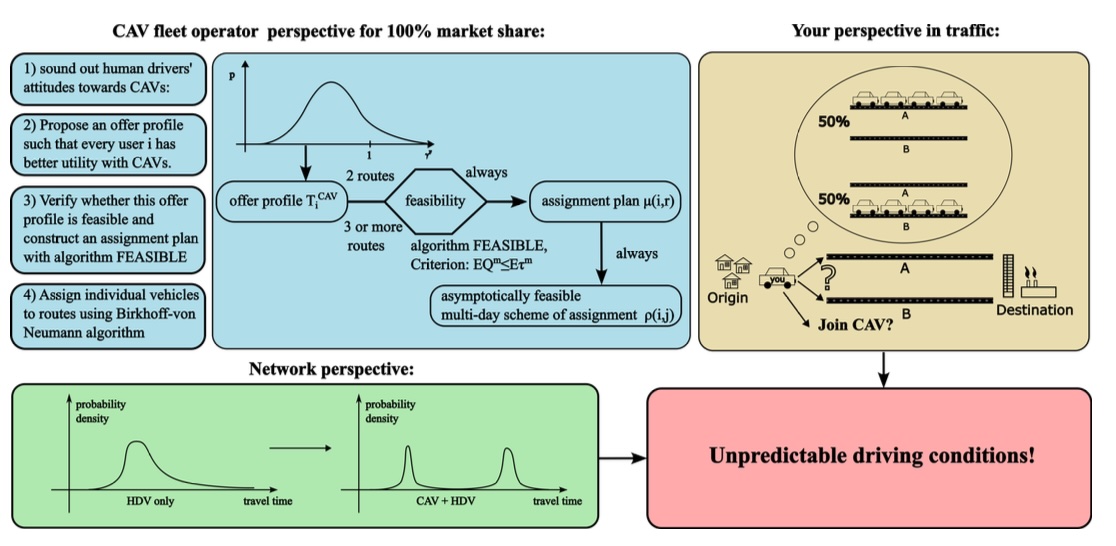 CAV fleet operator perspective for 100% market share:
1) sound out human drivers'
attitudes towards CAVs:
2) Propose an offer profile
such that every user i has
better utility with CAVs.
3) Verify whether this offer
profile is feasible and
construct an assignment plan
with algorithm FEASIBLE
4) Assign individual vehicles
to routes using Birkhoff-von
Neumann algorithm
P
1
offer profile Tᵢ^CAV
2 routes
3 or more
routes
feasibility
always
algorithm FEASIBLE,
Criterion: EQᵐ≤Eτᵐ
assignment plan μ(i,r)
always
asymptotically feasible
multi-day scheme of assignment ρ(i,j)
Your perspective in traffic:
50%
A
B
50%
A
B
Origin
you
?
A
B
Join CAV?
Destination
Network perspective:
probability
density
HDV only
travel time
probability
density
CAV + HDV
travel time
Unpredictable driving conditions!